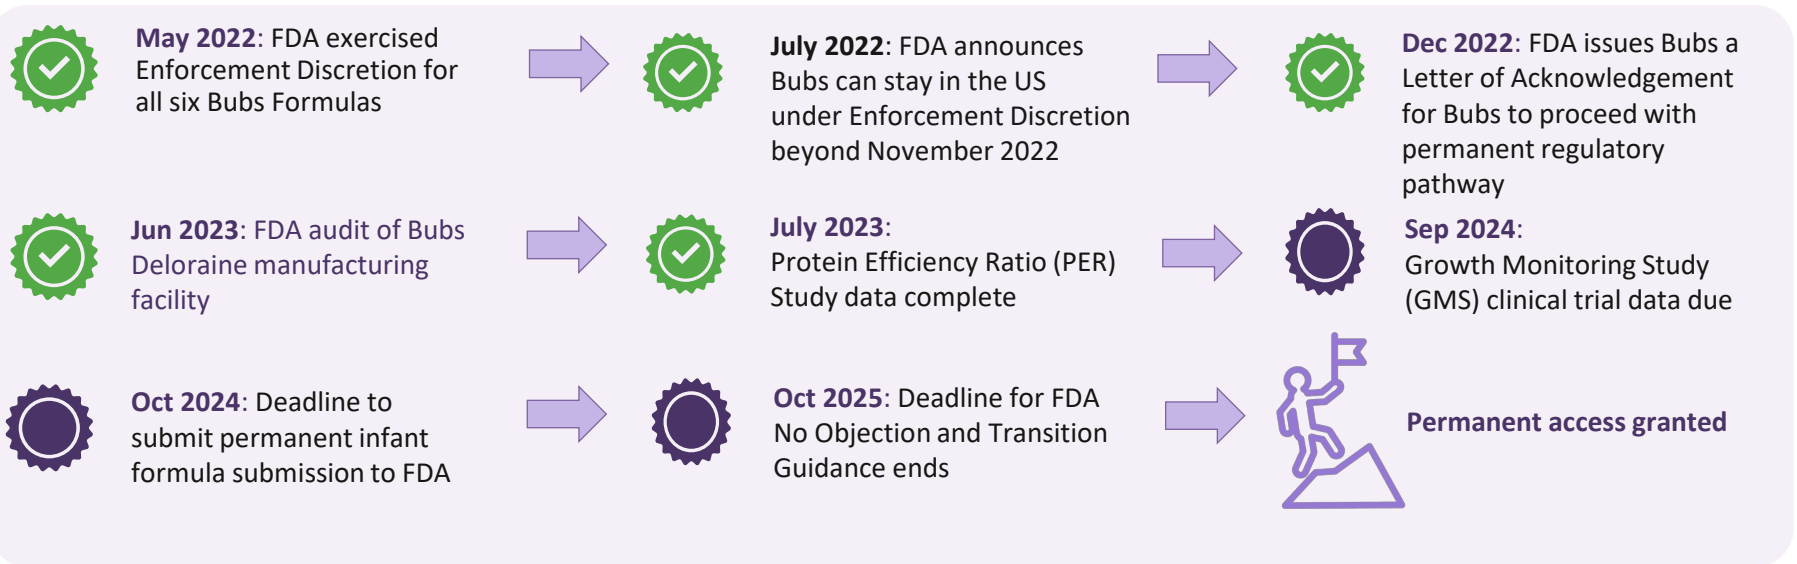 May 2022: FDA exercised
Enforcement Discretion for
all six Bubs Formulas
July 2022: FDA announces
Bubs can stay in the US
under Enforcement Discretion
beyond November 2022
Dec 2022: FDA issues Bubs a
Letter of Acknowledgement
for Bubs to proceed with
permanent regulatory
pathway
Jun 2023: FDA audit of Bubs
Deloraine manufacturing
facility
July 2023:
Protein Efficiency Ratio (PER)
Study data complete
Sep 2024:
Growth Monitoring Study
(GMS) clinical trial data due
Oct 2024: Deadline to
submit permanent infant
formula submission to FDA
Oct 2025: Deadline for FDA
No Objection and Transition
Guidance ends
Permanent access granted